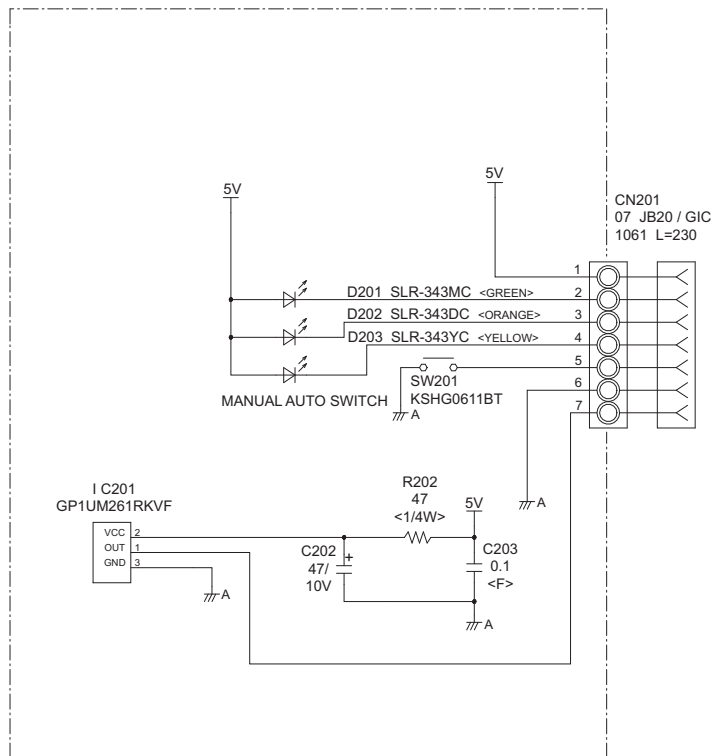 5V
5V
CN201
07 JB20 / GIC
1061 L=230
1
D201 SLR-343MC <GREEN> 2
D202 SLR-343DC <ORANGE> 3
D203 SLR-343YC <YELLOW> 4
5
SW201
KSHG0611BT
6
MANUAL AUTO SWITCH
A
7
A
I C201
GP1UM261RKVF
R202
47
<1/4W>
5V
VCC 2
OUT 1
GND 3
C202
47/
10V
+
C203
0.1
<F>
A
A